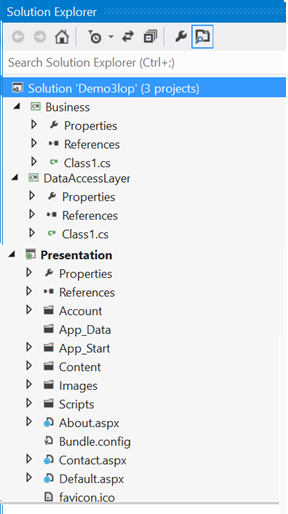 Solution Explorer
Search Solution Explorer (Ctrl+;)
Solution 'Demo3lop' (3 projects)
Business
Properties
References
Class1.cs
DataAccessLayer
Properties
References
Class1.cs
Presentation
Properties
References
Account
App_Data
App_Start
Content
Images
Scripts
About.aspx
Bundle.config
Contact.aspx
Default.aspx
favicon.ico